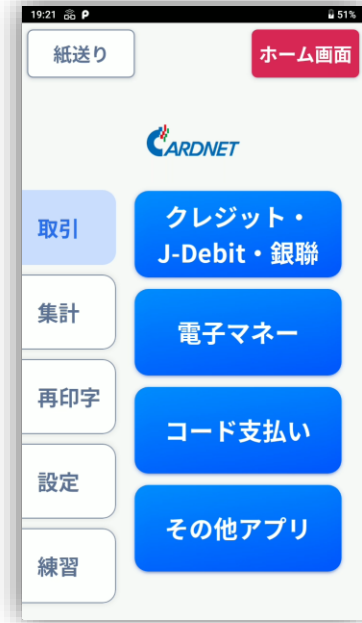 19:21 P 51%
紙送り
ホーム画面
CARDNET
取引
集計
再印字
設定
練習
クレジット・
J-Debit・銀聯
電子マネー
コード支払い
その他アプリ